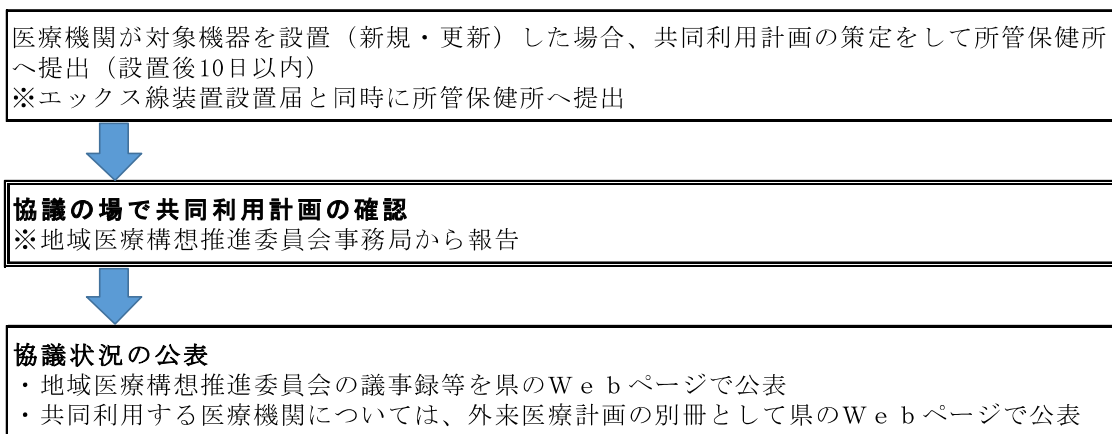 医療機関が対象機器を設置（新規・更新）した場合、共同利用計画の策定をして所管保健所
へ提出（設置後10日以内）
※エックス線装置設置届と同時に所管保健所へ提出
協議の場で共同利用計画の確認
※地域医療構想推進委員会事務局から報告
協議状況の公表
・地域医療構想推進委員会の議事録等を県のＷｅｂページで公表
・共同利用する医療機関については、外来医療計画の別冊として県のＷｅｂページで公表